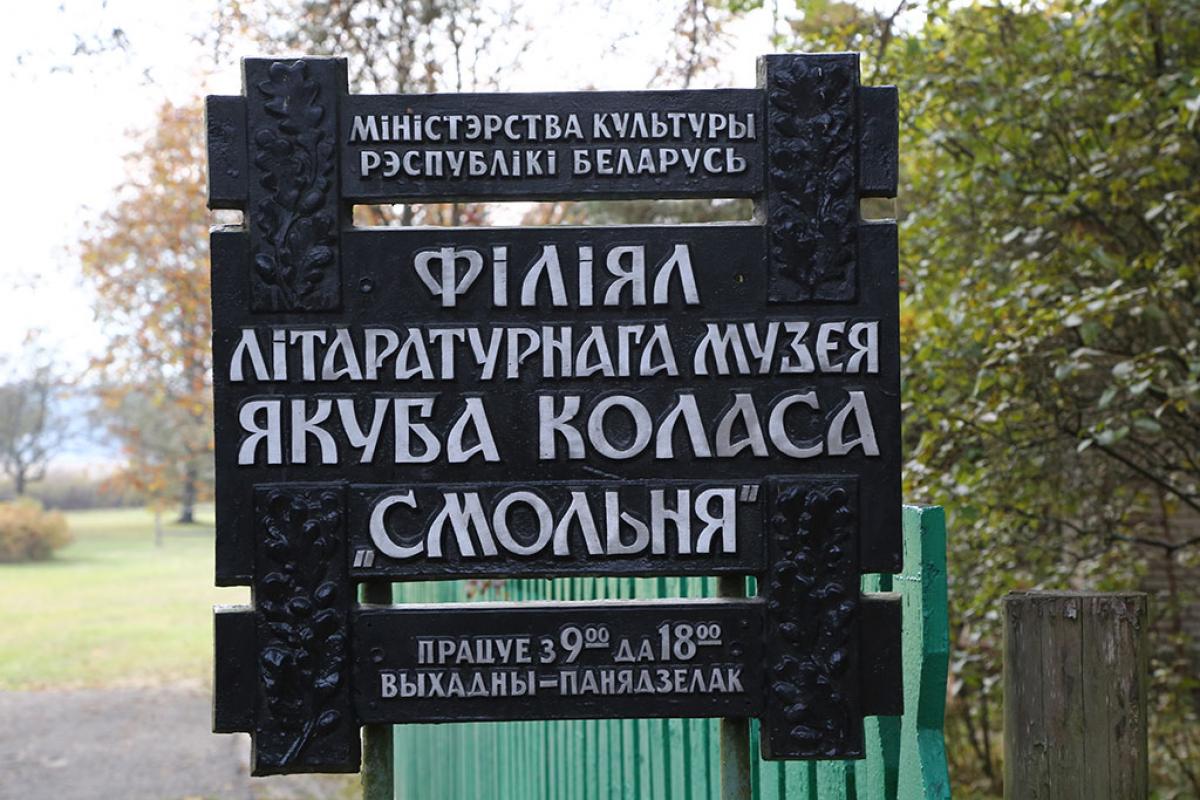 МІНІСТЭРСТВА КУЛЬТУРЫ
РЭСПУБЛІКІ БЕЛАРУСЬ
ФІЛІЯЛ
ЛІТАРАТУРНАГА МУЗЕЯ
ЯКУБА КОЛАСА
„СМОЛЬНЯ"
ПРАЦУЕ З 9⁰⁰ ДА 18⁰⁰
ВЫХАДНЫ–ПАНЯДЗЕЛАК